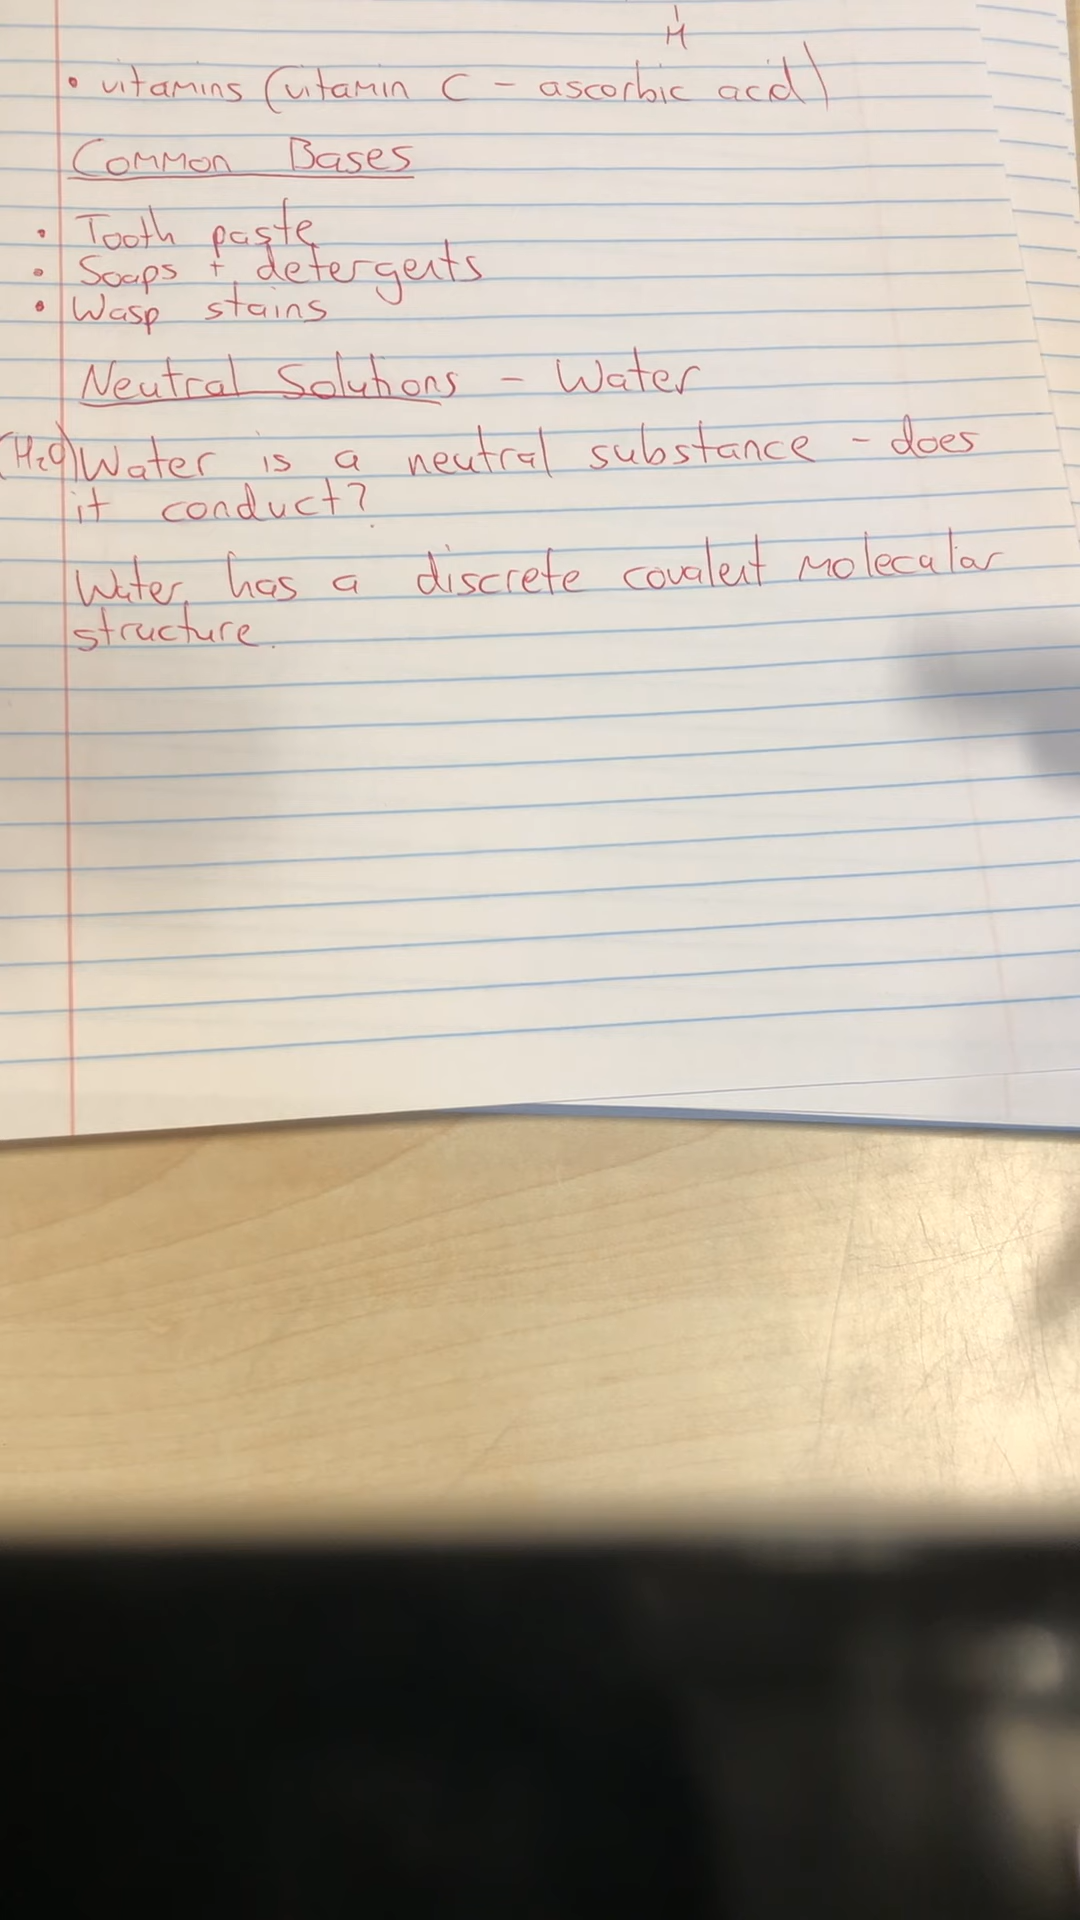 H
• vitamins (vitamin C - ascorbic acid)
Common Bases
• Tooth paste
• Soaps + detergents
• Wasp stains
Neutral Solutions - Water
(H₂O) Water is a neutral substance - does
it conduct?
Water has a discrete covalent molecular
structure.